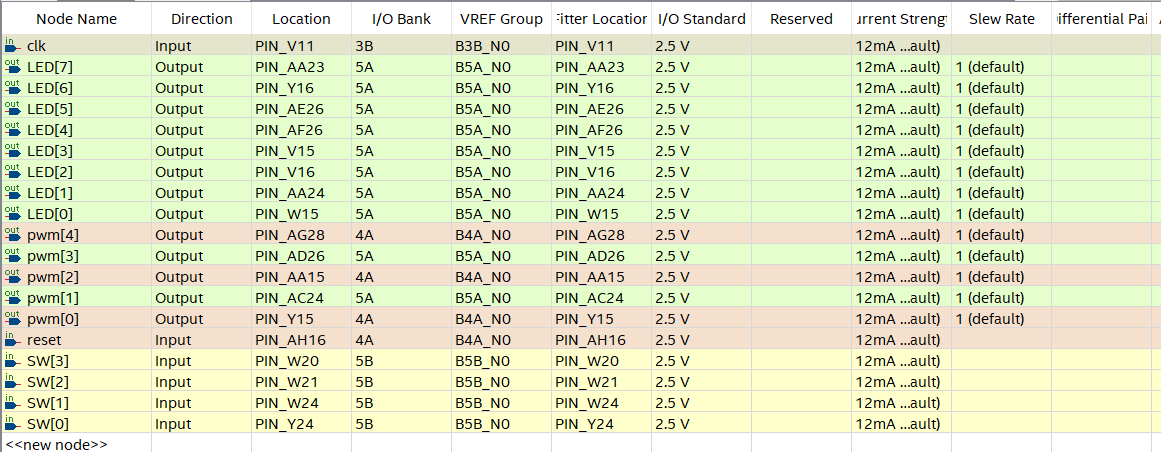 Node Name Direction Location I/O Bank VREF Group Fitter Location I/O Standard Reserved urrent Strengt Slew Rate Differential Pai
in clk Input PIN_V11 3B B3B_N0 PIN_V11 2.5 V 12mA ...ault)
out LED[7] Output PIN_AA23 5A B5A_N0 PIN_AA23 2.5 V 12mA ...ault) 1 (default)
out LED[6] Output PIN_Y16 5A B5A_N0 PIN_Y16 2.5 V 12mA ...ault) 1 (default)
out LED[5] Output PIN_AE26 5A B5A_N0 PIN_AE26 2.5 V 12mA ...ault) 1 (default)
out LED[4] Output PIN_AF26 5A B5A_N0 PIN_AF26 2.5 V 12mA ...ault) 1 (default)
out LED[3] Output PIN_V15 5A B5A_N0 PIN_V15 2.5 V 12mA ...ault) 1 (default)
out LED[2] Output PIN_V16 5A B5A_N0 PIN_V16 2.5 V 12mA ...ault) 1 (default)
out LED[1] Output PIN_AA24 5A B5A_N0 PIN_AA24 2.5 V 12mA ...ault) 1 (default)
out LED[0] Output PIN_W15 5A B5A_N0 PIN_W15 2.5 V 12mA ...ault) 1 (default)
out pwm[4] Output PIN_AG28 4A B4A_N0 PIN_AG28 2.5 V 12mA ...ault) 1 (default)
out pwm[3] Output PIN_AD26 5A B5A_N0 PIN_AD26 2.5 V 12mA ...ault) 1 (default)
out pwm[2] Output PIN_AA15 4A B4A_N0 PIN_AA15 2.5 V 12mA ...ault) 1 (default)
out pwm[1] Output PIN_AC24 5A B5A_N0 PIN_AC24 2.5 V 12mA ...ault) 1 (default)
out pwm[0] Output PIN_Y15 4A B4A_N0 PIN_Y15 2.5 V 12mA ...ault) 1 (default)
in reset Input PIN_AH16 4A B4A_N0 PIN_AH16 2.5 V 12mA ...ault)
in SW[3] Input PIN_W20 5B B5B_N0 PIN_W20 2.5 V 12mA ...ault)
in SW[2] Input PIN_W21 5B B5B_N0 PIN_W21 2.5 V 12mA ...ault)
in SW[1] Input PIN_W24 5B B5B_N0 PIN_W24 2.5 V 12mA ...ault)
in SW[0] Input PIN_Y24 5B B5B_N0 PIN_Y24 2.5 V 12mA ...ault)
<<new node>>